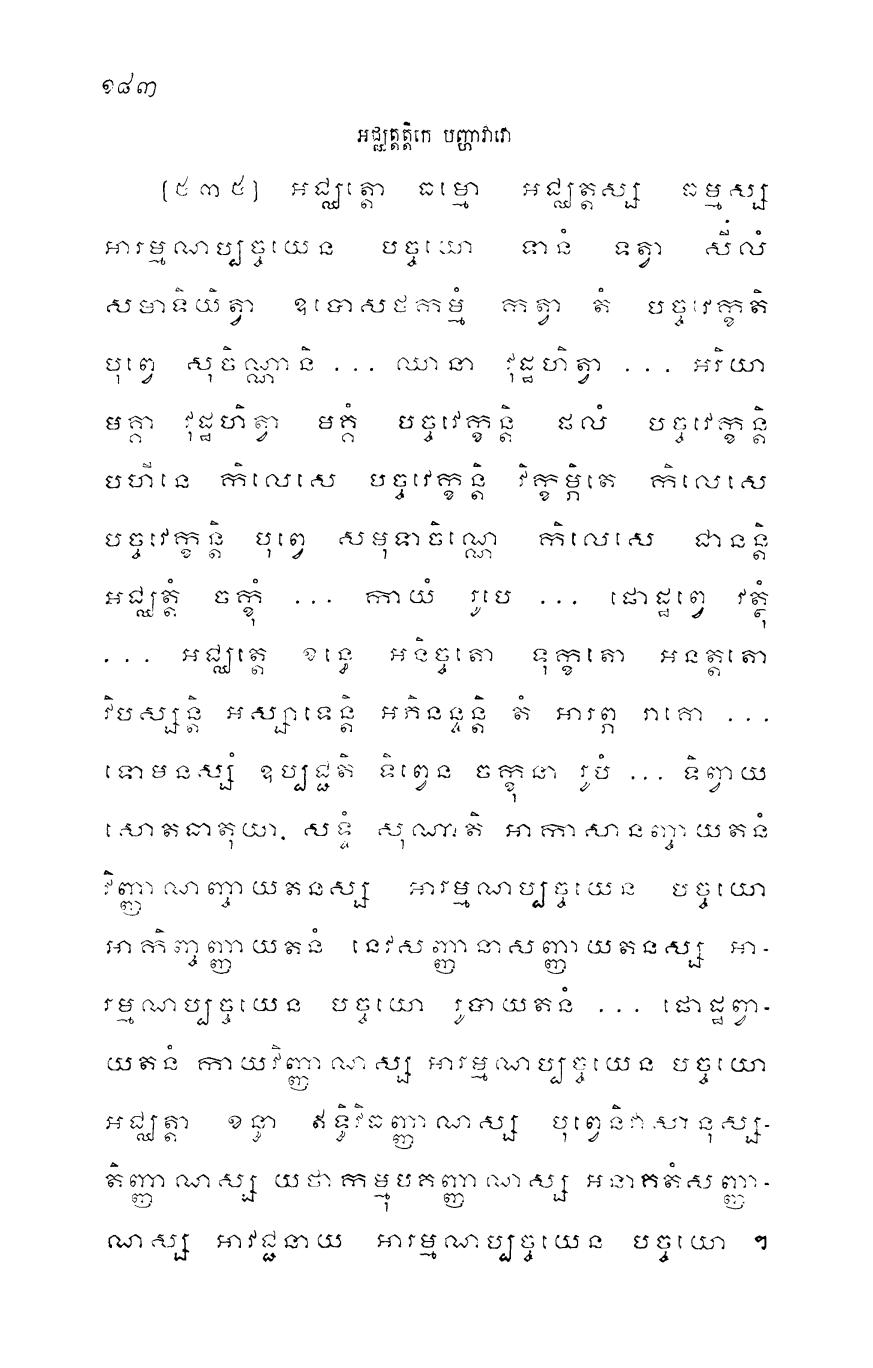 ១៨៣
អជ្ឈត្តត្តិកេ បញ្ហាវារោ
[៥៣៥] អជ្ឈត្តោ ធម្មោ អជ្ឈត្តស្ស ធម្មស្ស
អារម្មណប្បច្ចយេន បច្ចយោ ទានំ ទត្វា សីលំ
សមាទិយិត្វា ឧបោសថកម្មំ កត្វា តំ បច្ចវេក្ខតិ
បុព្វេ សុចិណ្ណានិ ... ឈានា វុដ្ឋហិត្វា ... អរិយា
មគ្គា វុដ្ឋហិត្វា មគ្គំ បច្ចវេក្ខន្តិ ផលំ បច្ចវេក្ខន្តិ
បហីនេ កិលេសេ បច្ចវេក្ខន្តិ វិក្ខម្ភិតេ កិលេសេ
បច្ចវេក្ខន្តិ បុព្វេ សមុទាចិណ្ណេ កិលេសេ ជានន្តិ
អជ្ឈត្តំ ចក្ខុំ ... កាយំ រូបេ ... ផោដ្ឋព្វេ វត្ថុំ
... អជ្ឈត្តេ ខន្ធេ អនិច្ចតោ ទុក្ខតោ អនត្តតោ
វិបស្សន្តិ អស្សាទេន្តិ អភិនន្ទន្តិ តំ អារព្ភ រាគោ ...
ទោមនស្សំ ឧប្បជ្ជតិ ទិព្វេន ចក្ខុនា រូបំ ... ទិព្វាយ
សោតធាតុយា សទ្ទំ សុណាតិ អាកាសានញ្ចាយតនំ
វិញ្ញាណញ្ចាយតនស្ស អារម្មណប្បច្ចយេន បច្ចយោ
អាកិញ្ចញ្ញាយតនំ នេវសញ្ញានាសញ្ញាយតនស្ស អា-
រម្មណប្បច្ចយេន បច្ចយោ រូបាយតនំ ... ផោដ្ឋព្វា-
យតនំ កាយវិញ្ញាណស្ស អារម្មណប្បច្ចយេន បច្ចយោ
អជ្ឈត្តា ខន្ធា ឥទ្ធិវិធញ្ញាណស្ស បុព្វេនិវាសានុស្ស-
តិញ្ញាណស្ស យថាកម្មុបគញ្ញាណស្ស អនាគតំសញ្ញា-
ណស្ស អាវជ្ជនាយ អារម្មណប្បច្ចយេន បច្ចយោ ។